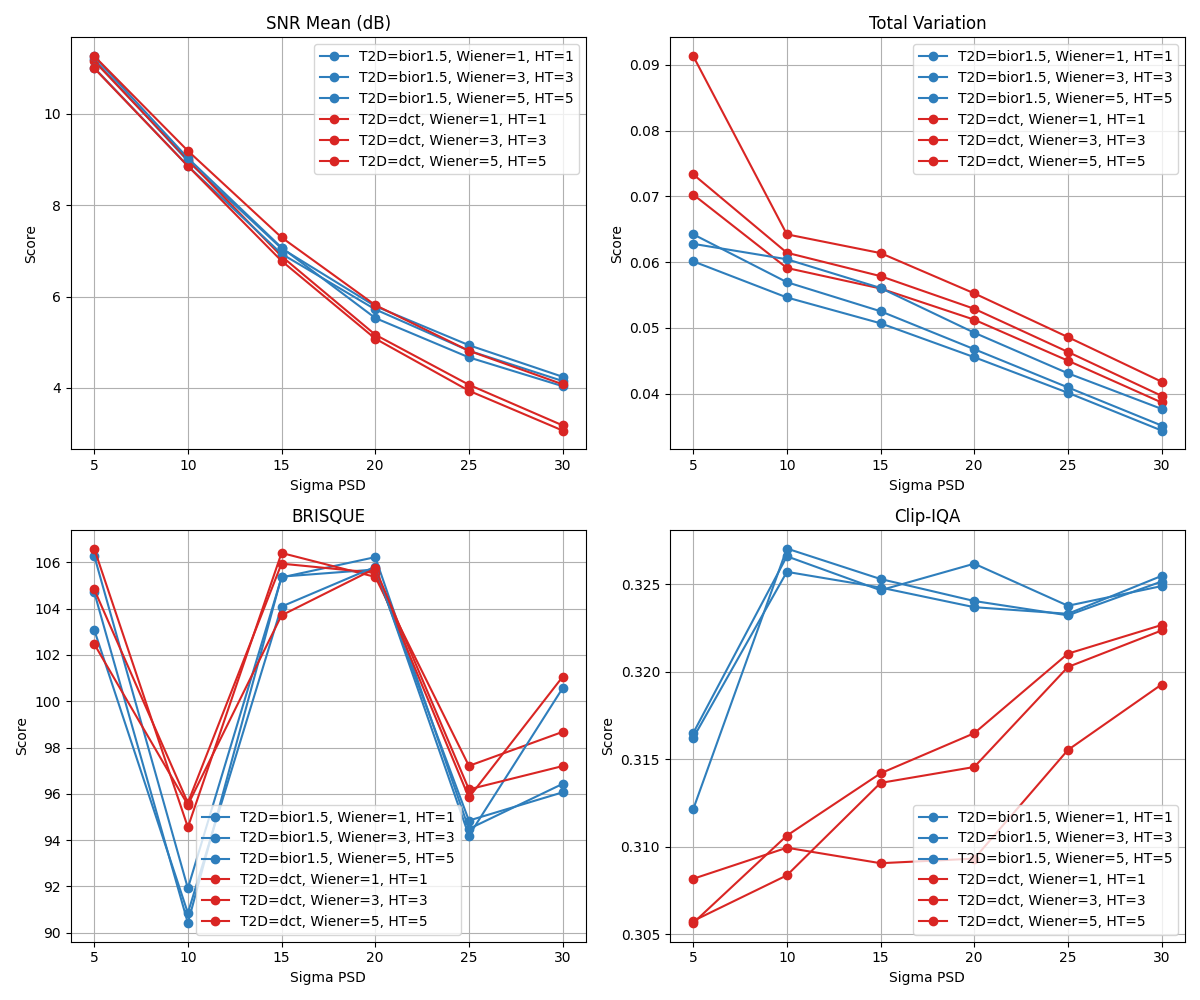 SNR Mean (dB)
T2D=bior1.5, Wiener=1, HT=1
T2D=bior1.5, Wiener=3, HT=3
T2D=bior1.5, Wiener=5, HT=5
T2D=dct, Wiener=1, HT=1
T2D=dct, Wiener=3, HT=3
T2D=dct, Wiener=5, HT=5
10
8
6
4
Score
5 10 15 20 25 30
Sigma PSD
Total Variation
T2D=bior1.5, Wiener=1, HT=1
T2D=bior1.5, Wiener=3, HT=3
T2D=bior1.5, Wiener=5, HT=5
T2D=dct, Wiener=1, HT=1
T2D=dct, Wiener=3, HT=3
T2D=dct, Wiener=5, HT=5
0.09
0.08
0.07
0.06
0.05
0.04
Score
5 10 15 20 25 30
Sigma PSD
BRISQUE
106
104
102
100
98
96
94
92
90
Score
T2D=bior1.5, Wiener=1, HT=1
T2D=bior1.5, Wiener=3, HT=3
T2D=bior1.5, Wiener=5, HT=5
T2D=dct, Wiener=1, HT=1
T2D=dct, Wiener=3, HT=3
T2D=dct, Wiener=5, HT=5
5 10 15 20 25 30
Sigma PSD
Clip-IQA
0.325
0.320
0.315
0.310
0.305
Score
T2D=bior1.5, Wiener=1, HT=1
T2D=bior1.5, Wiener=3, HT=3
T2D=bior1.5, Wiener=5, HT=5
T2D=dct, Wiener=1, HT=1
T2D=dct, Wiener=3, HT=3
T2D=dct, Wiener=5, HT=5
5 10 15 20 25 30
Sigma PSD